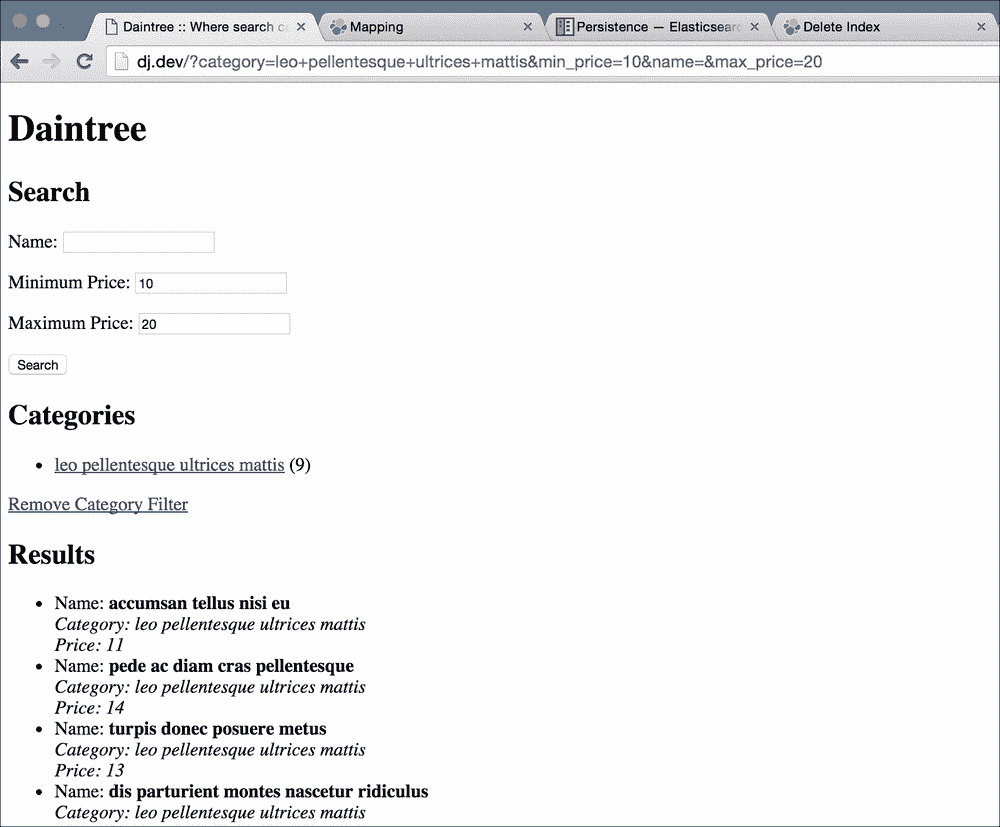 Daintree :: Where search c
Mapping
Persistence — Elasticsearc
Delete Index
dj.dev/?category=leo+pellentesque+ultrices+mattis&min_price=10&name=&max_price=20
Daintree
Search
Name:
Minimum Price: 10
Maximum Price: 20
Search
Categories
• leo pellentesque ultrices mattis (9)
Remove Category Filter
Results
• Name: accumsan tellus nisi eu
Category: leo pellentesque ultrices mattis
Price: 11
• Name: pede ac diam cras pellentesque
Category: leo pellentesque ultrices mattis
Price: 14
• Name: turpis donec posuere metus
Category: leo pellentesque ultrices mattis
Price: 13
• Name: dis parturient montes nascetur ridiculus
Category: leo pellentesque ultrices mattis